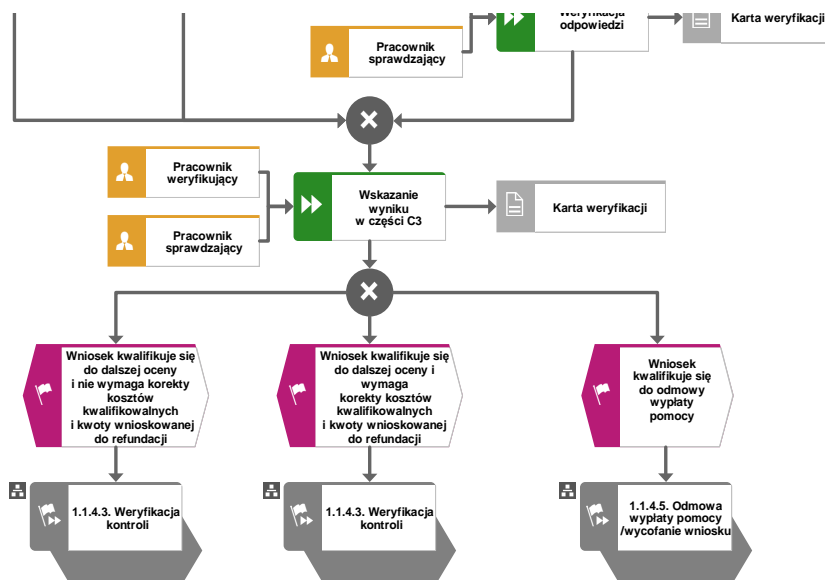 Weryfikacja
odpowiedzi
Karta weryfikacji
Pracownik
sprawdzający
Pracownik
weryfikujący
Wskazanie
wyniku
w części C3
Karta weryfikacji
Pracownik
sprawdzający
Wniosek kwalifikuje się
do dalszej oceny
i nie wymaga korekty
kosztów
kwalifikowalnych
i kwoty wnioskowanej
do refundacji
Wniosek kwalifikuje się
do dalszej oceny i
wymaga
korekty kosztów
kwalifikowalnych
i kwoty wnioskowanej
do refundacji
Wniosek
kwalifikuje się
do odmowy
wypłaty
pomocy
1.1.4.3. Weryfikacja
kontroli
1.1.4.3. Weryfikacja
kontroli
1.1.4.5. Odmowa
wypłaty pomocy
/wycofanie wniosku